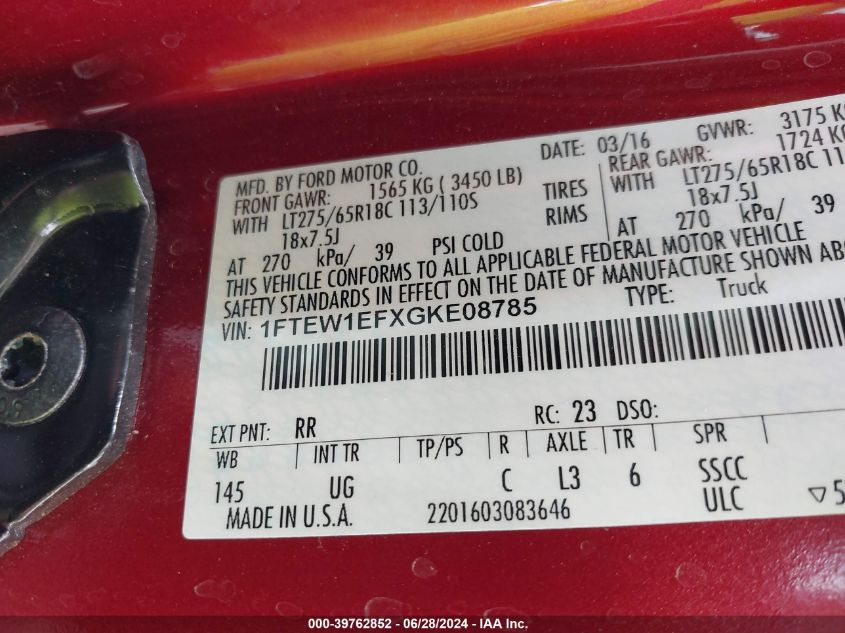 MFD. BY FORD MOTOR CO. DATE: 03/16 GVWR: 3175 K
FRONT GAWR: 1565 KG ( 3450 LB) REAR GAWR: 1724 KG
WITH LT275/65R18C 113/110S TIRES WITH LT275/65R18C 11
18x7.5J RIMS 18x7.5J
AT 270 kPa/ 39 PSI COLD AT 270 kPa/ 39
THIS VEHICLE CONFORMS TO ALL APPLICABLE FEDERAL MOTOR VEHICLE
SAFETY STANDARDS IN EFFECT ON THE DATE OF MANUFACTURE SHOWN ABO
VIN: 1FTEW1EFXGKE08785 TYPE: Truck
EXT PNT: RR RC: 23 DSO:
WB INT TR TP/PS R AXLE TR SPR
145 UG C L3 6 SSCC
MADE IN U.S.A. 2201603083646 ULC ▽5
000-39762852 - 06/28/2024 - IAA Inc.